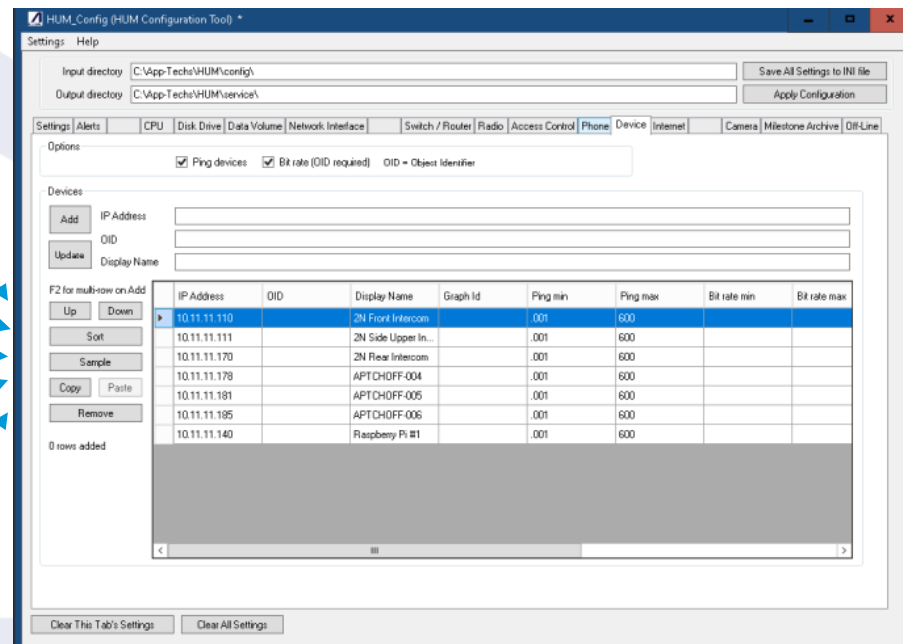 HUM_Config (HUM Configuration Tool) *
Settings Help
Input directory C:\App-Techs\HUM\config\ Save All Settings to INI file
Output directory C:\App-Techs\HUM\service\ Apply Configuration
Settings Alerts CPU Disk Drive Data Volume Network Interface Switch / Router Radio Access Control Phone Device Internet Camera Milestone Archive Off-Line
Options
Ping devices Bit rate (OID required) OID = Object Identifier
Devices
Add IP Address
OID
Update Display Name
F2 for multi-row on Add
Up Down
Sort
Sample
Copy Paste
Remove
0 rows added
IP Address OID Display Name Graph Id Ping min Ping max Bit rate min Bit rate max
10.11.11.110 2N Front Intercom .001 600
10.11.11.111 2N Side Upper In... .001 600
10.11.11.170 2N Rear Intercom .001 600
10.11.11.178 APTCHOFF-004 .001 600
10.11.11.181 APTCHOFF-005 .001 600
10.11.11.185 APTCHOFF-006 .001 600
10.11.11.140 Raspberry Pi #1 .001 600
Clear This Tab's Settings Clear All Settings